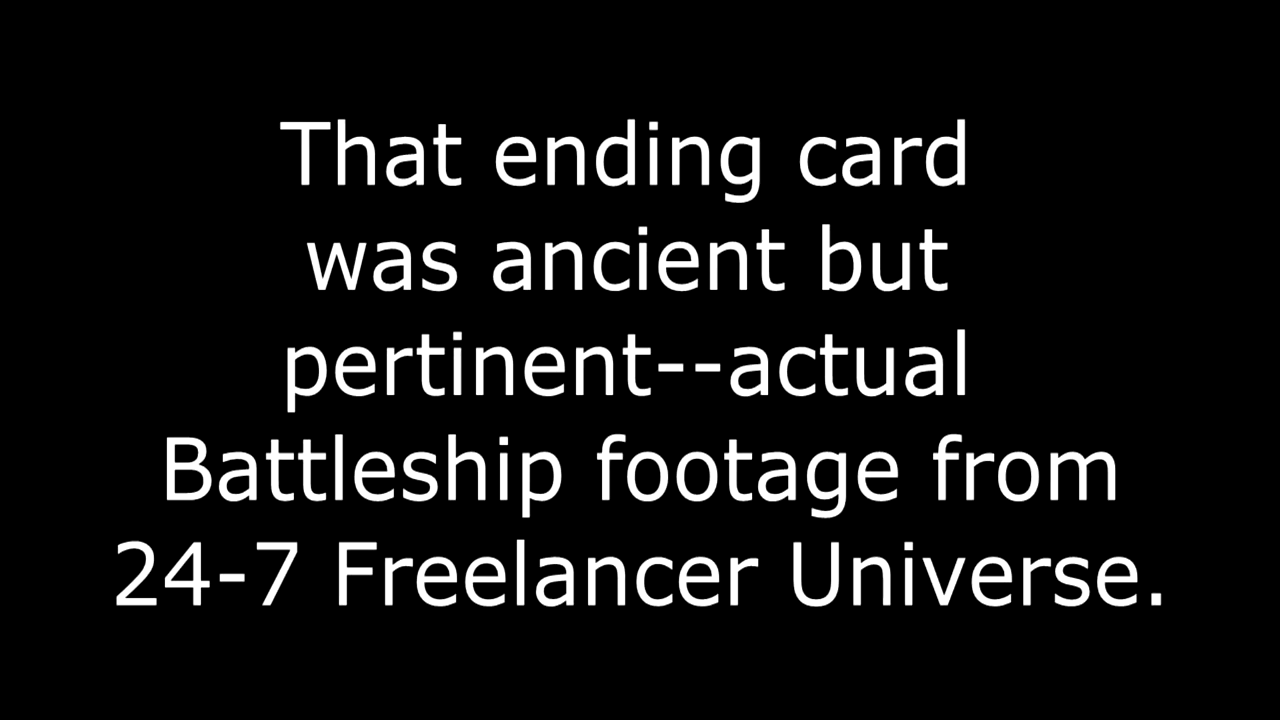 That ending card
was ancient but
pertinent--actual
Battleship footage from
24-7 Freelancer Universe.